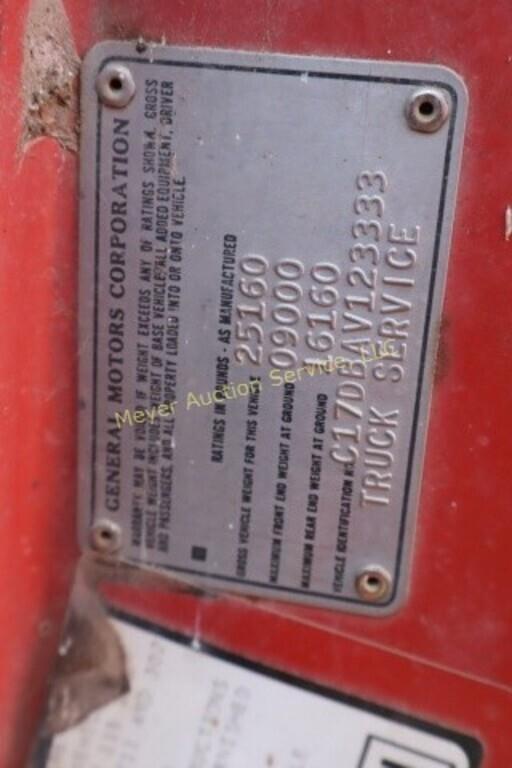 GENERAL MOTORS CORPORATION
WARRANTY MAY BE VOIDED IF WEIGHT EXCEEDS ANY OF RATINGS SHOWN. GROSS
VEHICLE WEIGHT INCLUDES WEIGHT OF BASE VEHICLE, ALL ADDED EQUIPMENT, DRIVER
AND PASSENGERS, AND ALL PROPERTY LOADED INTO OR ONTO VEHICLE.
RATINGS IN POUNDS - AS MANUFACTURED
GROSS VEHICLE WEIGHT FOR THIS VEHICLE 25160
MAXIMUM FRONT END WEIGHT AT GROUND 09000
MAXIMUM REAR END WEIGHT AT GROUND 16160
VEHICLE IDENTIFICATION NO. C17DBAV123333
TRUCK SERVICE
Meyer Auction Service, LLC